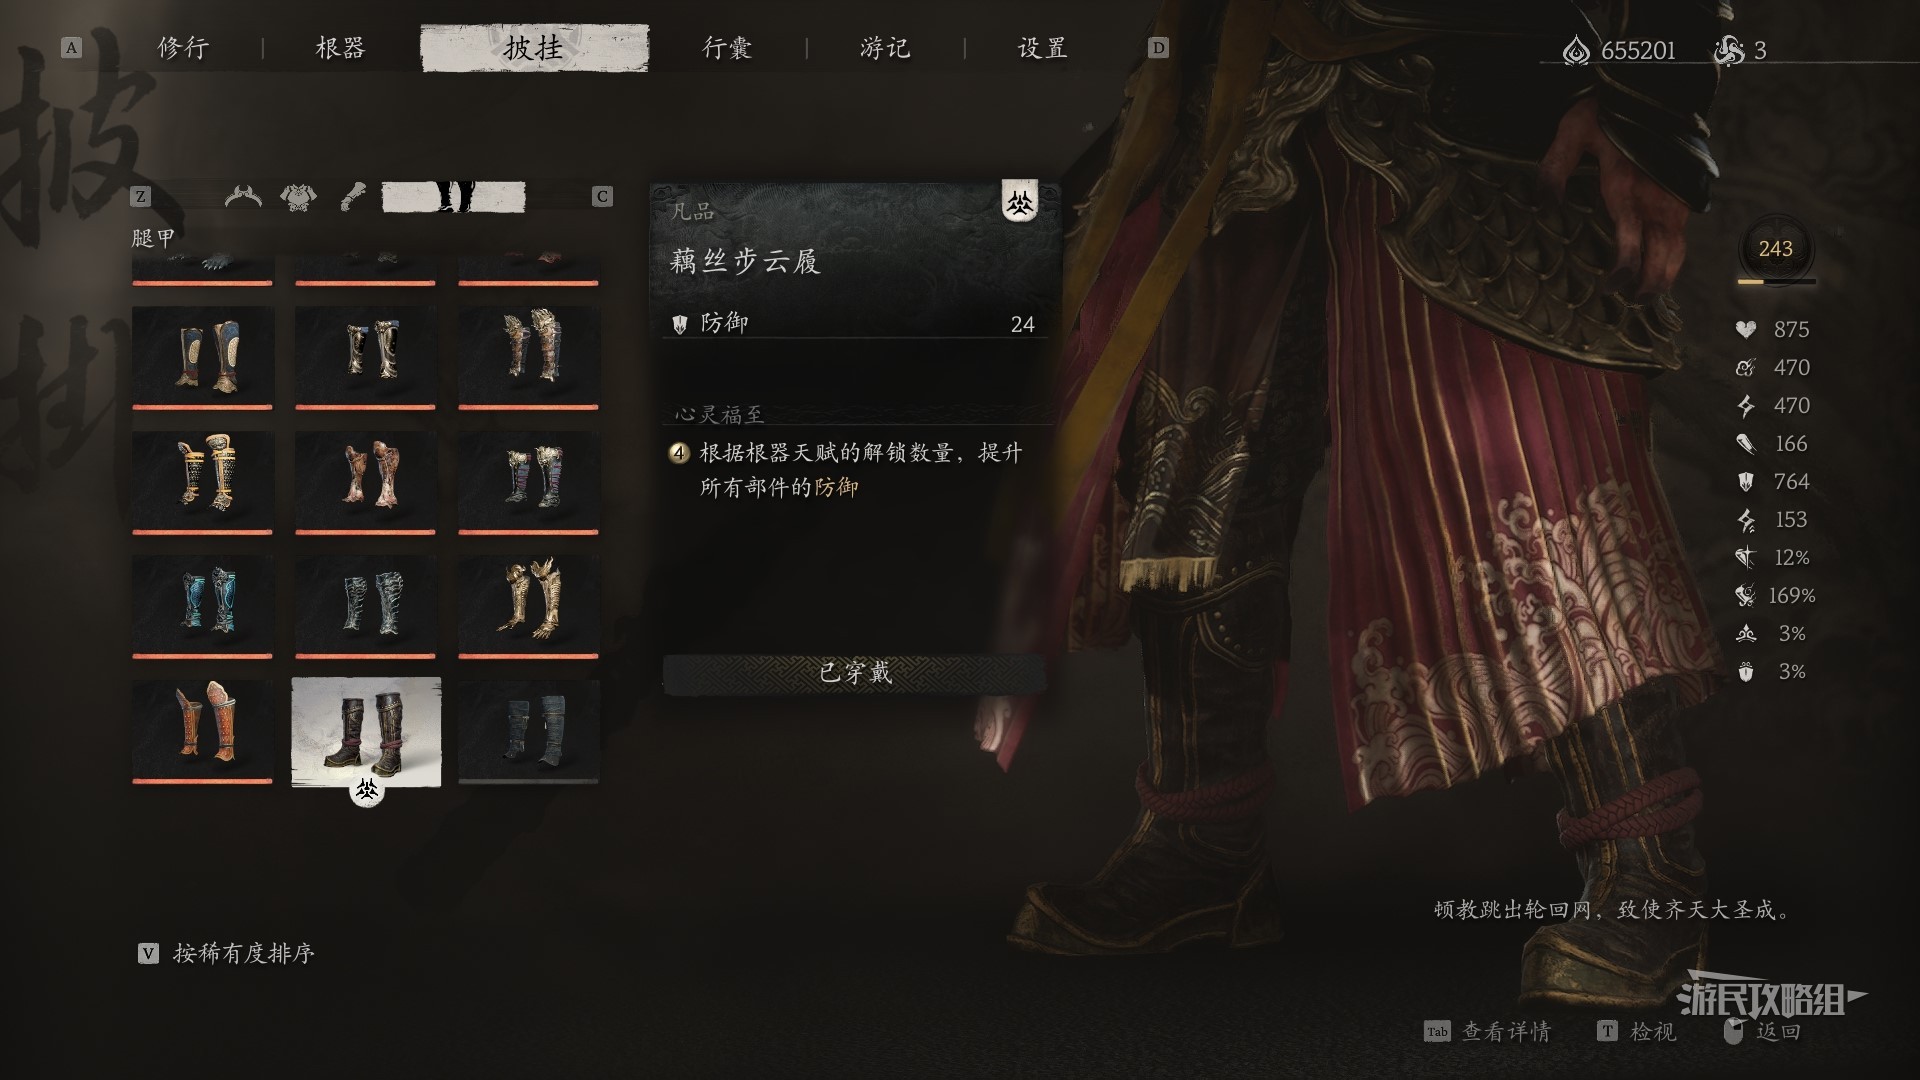 A 修行 根器 披挂 行囊 游记 设置 D 655201 3
披挂
Z C
腿甲
凡品
藕丝步云履
防御 24
心灵福至
4 根据根器天赋的解锁数量，提升
所有部件的防御
已穿戴
243
875
470
470
166
764
153
12%
169%
3%
3%
顿教跳出轮回网，致使齐天大圣成。
V 按稀有度排序
游民攻略组
Tab 查看详情 T 检视 返回